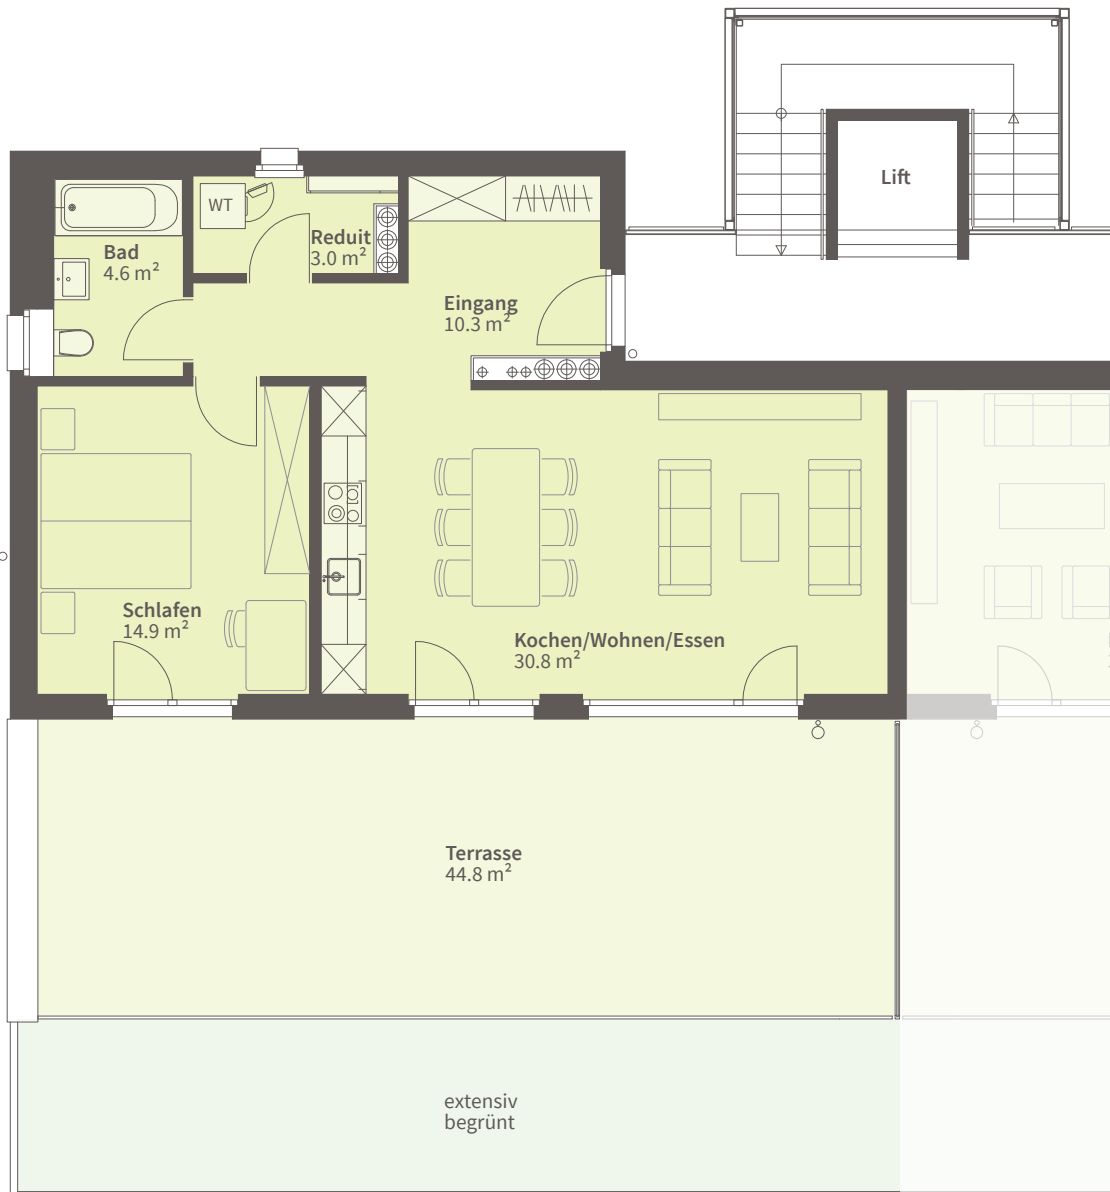 Lift
WT
Reduit
3.0 m²
Bad
4.6 m²
Eingang
10.3 m²
Schlafen
14.9 m²
Kochen/Wohnen/Essen
30.8 m²
Terrasse
44.8 m²
extensiv
begrünt